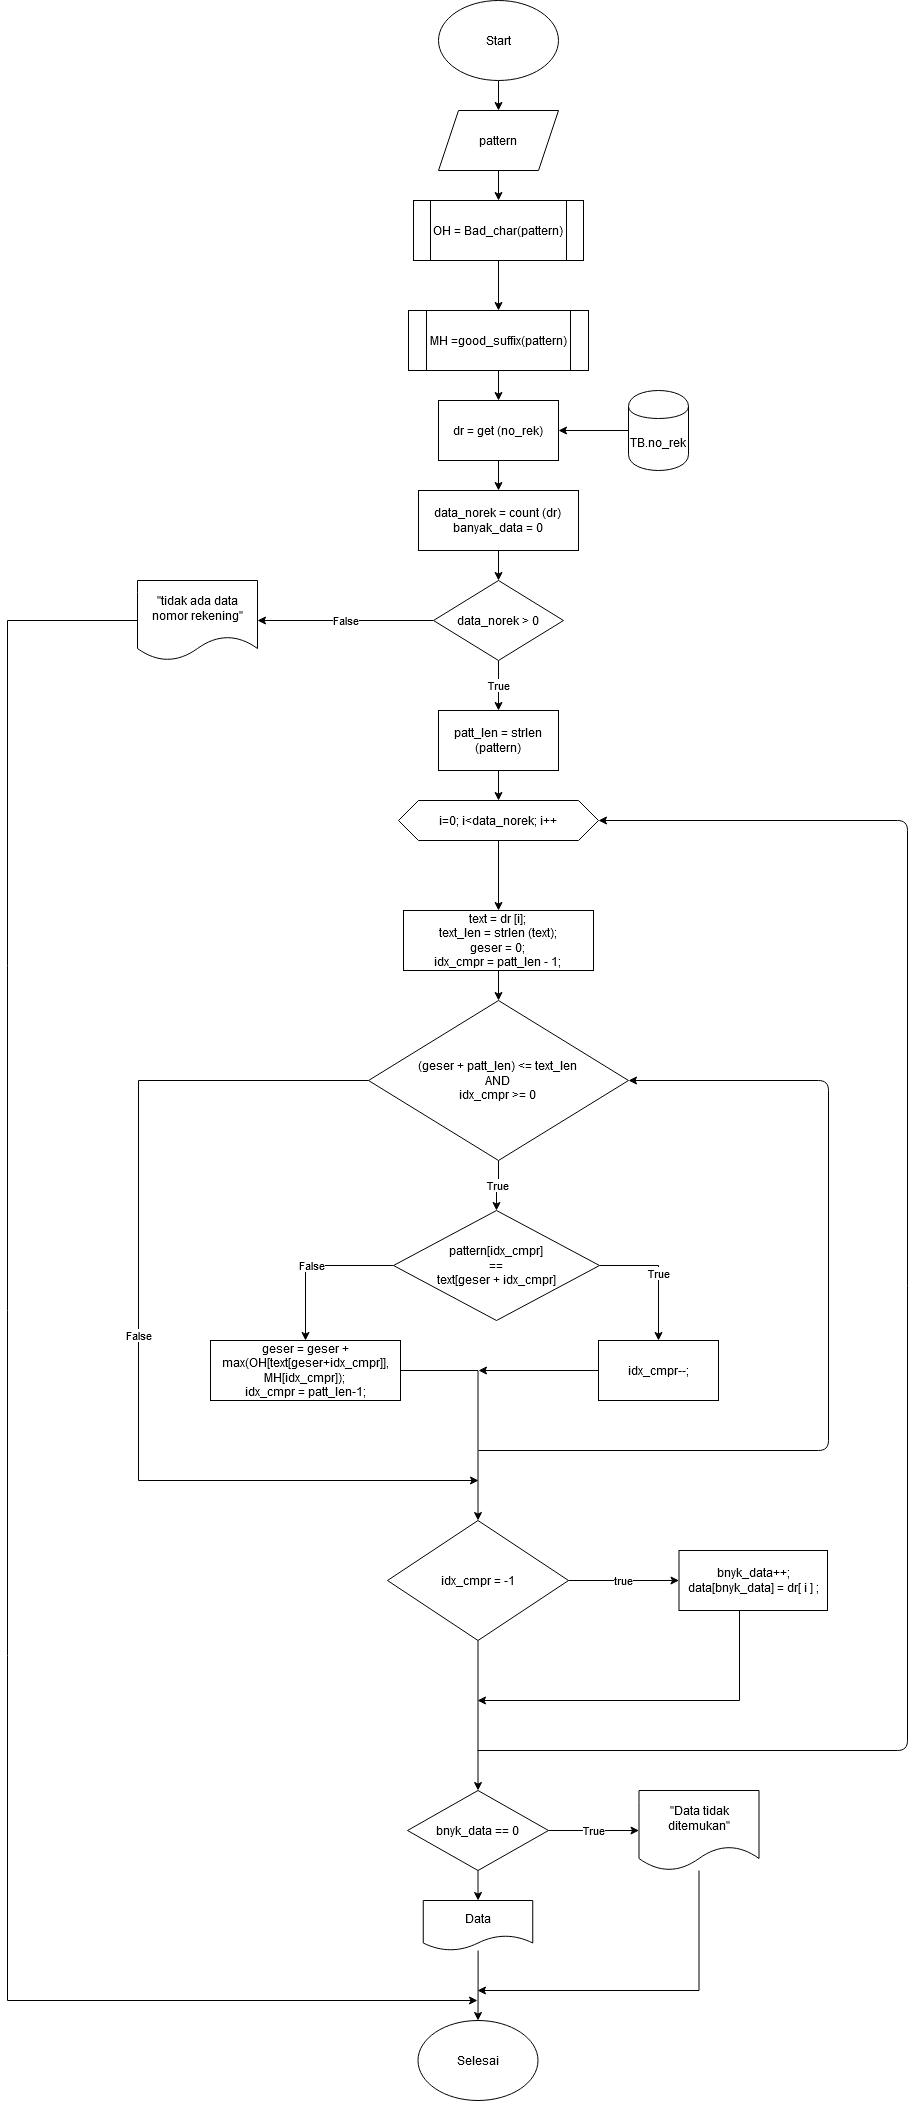 Start
pattern
OH = Bad_char(pattern)
MH =good_suffix(pattern)
dr = get (no_rek)
TB.no_rek
data_norek = count (dr)
banyak_data = 0
"tidak ada data
nomor rekening"
False
data_norek > 0
True
patt_len = strlen
(pattern)
i=0; i<data_norek; i++
text = dr [i];
text_len = strlen (text);
geser = 0;
idx_cmpr = patt_len - 1;
(geser + patt_len) <= text_len
AND
idx_cmpr >= 0
True
pattern[idx_cmpr]
==
text[geser + idx_cmpr]
False
True
False
geser = geser +
max(OH[text[geser+idx_cmpr]],
MH[idx_cmpr]);
idx_cmpr = patt_len-1;
idx_cmpr--;
idx_cmpr = -1
true
bnyk_data++;
data[bnyk_data] = dr[ i ] ;
bnyk_data == 0
True
"Data tidak
ditemukan"
Data
Selesai